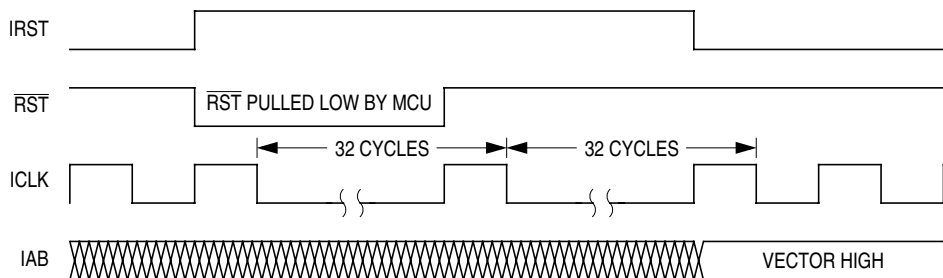 IRST
RST
RST PULLED LOW BY MCU
32 CYCLES
32 CYCLES
ICLK
IAB
VECTOR HIGH